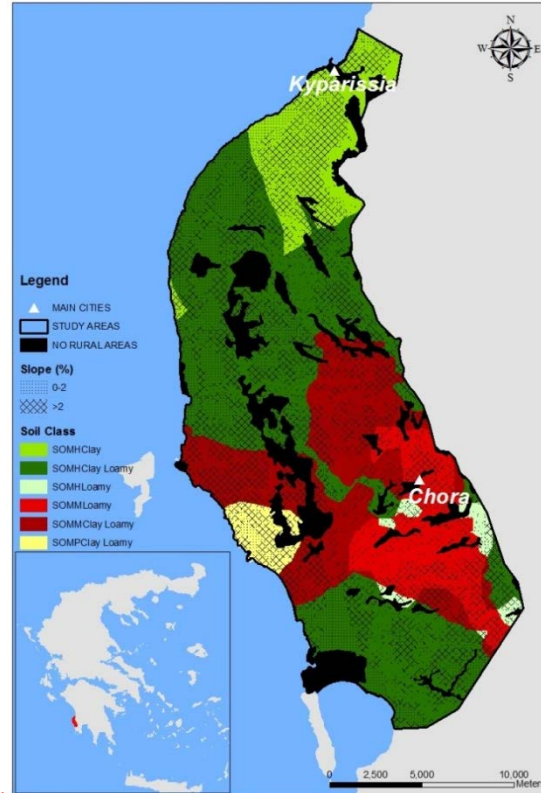 N
W E
S
Kyparissia
Legend
MAIN CITIES
STUDY AREAS
NO RURAL AREAS
Slope (%)
0-2
>2
Soil Class
SOMHClay
SOMHClay Loamy
SOMHLoamy
SOMMLoamy
SOMMClay Loamy
SOMPClay Loamy
Chora
0 2,500 5,000 10,000
Meter